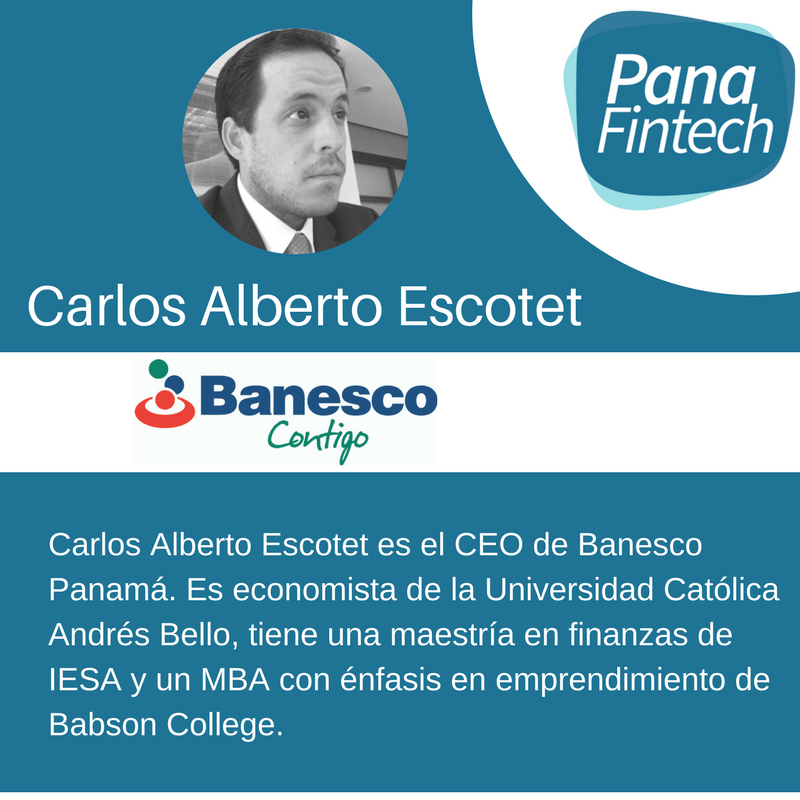 Pana
Fintech
Carlos Alberto Escotet
Banesco
Contigo
Carlos Alberto Escotet es el CEO de Banesco
Panamá. Es economista de la Universidad Católica
Andrés Bello, tiene una maestría en finanzas de
IESA y un MBA con énfasis en emprendimiento de
Babson College.